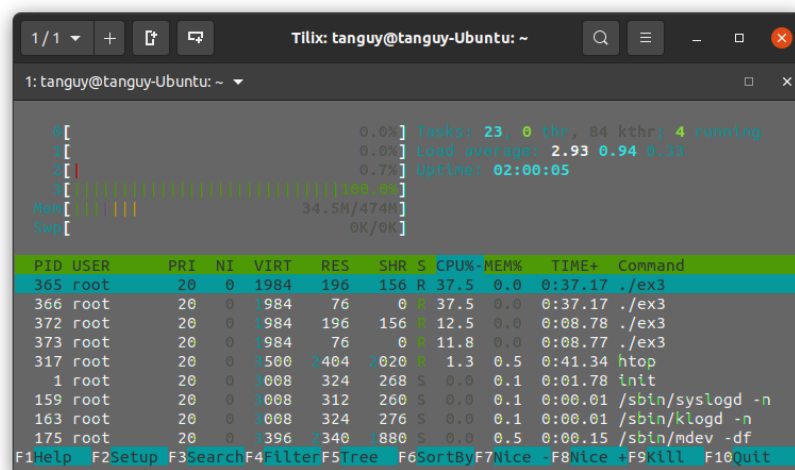 1/1
Tilix: tanguy@tanguy-Ubuntu: ~
1: tanguy@tanguy-Ubuntu: ~
0[ 0.0%] Tasks: 23, 0 thr, 84 kthr; 4 running
1[ 0.0%] Load average: 2.93 0.94 0.33
2[| 0.7%] Uptime: 02:00:05
3[||||||||||||||||||||||||||||100.0%]
Mem[||||||| 34.5M/474M]
Swp[ 0K/0K]
PID USER PRI NI VIRT RES SHR S CPU%-MEM% TIME+ Command
365 root 20 0 1984 196 156 R 37.5 0.0 0:37.17 ./ex3
366 root 20 0 1984 76 0 R 37.5 0.0 0:37.17 ./ex3
372 root 20 0 1984 196 156 R 12.5 0.0 0:08.78 ./ex3
373 root 20 0 1984 76 0 R 11.8 0.0 0:08.77 ./ex3
317 root 20 0 3500 2404 2020 R 1.3 0.5 0:41.34 htop
1 root 20 0 3008 324 268 S 0.0 0.1 0:01.78 init
159 root 20 0 3008 312 260 S 0.0 0.1 0:00.01 /sbin/syslogd -n
163 root 20 0 3008 324 276 S 0.0 0.1 0:00.01 /sbin/klogd -n
175 root 20 0 3396 2340 1880 S 0.0 0.5 0:00.15 /sbin/mdev -df
F1Help F2Setup F3SearchF4FilterF5Tree F6SortByF7Nice -F8Nice +F9Kill F10Quit